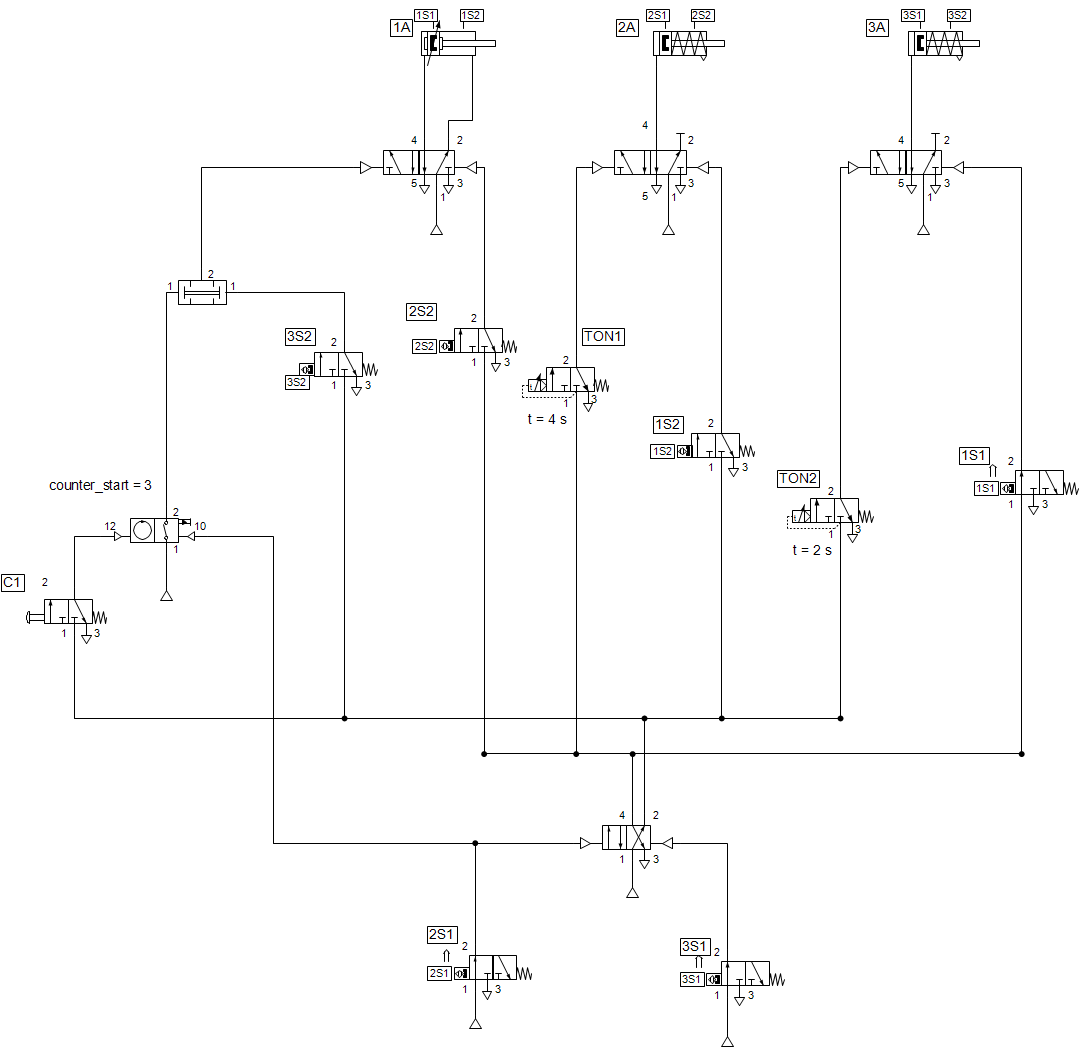 1S1 1S2 2S1 2S2 3S1 3S2
1A 2A 3A
4 2 4 2 4 2
5 1 3 5 1 3 5 1 3
1 2 1
2S2
2
2S2
1 3
3S2
2
3S2
1 3
TON1
2
1 3
t = 4 s
1S2
2
1S2
1 3
1S1
2
1S1
1 3
TON2
2
1 3
t = 2 s
counter_start = 3
12 2 10
1
C1 2
1 3
4 2
1 3
2S1
2
2S1
1 3
3S1
2
3S1
1 3